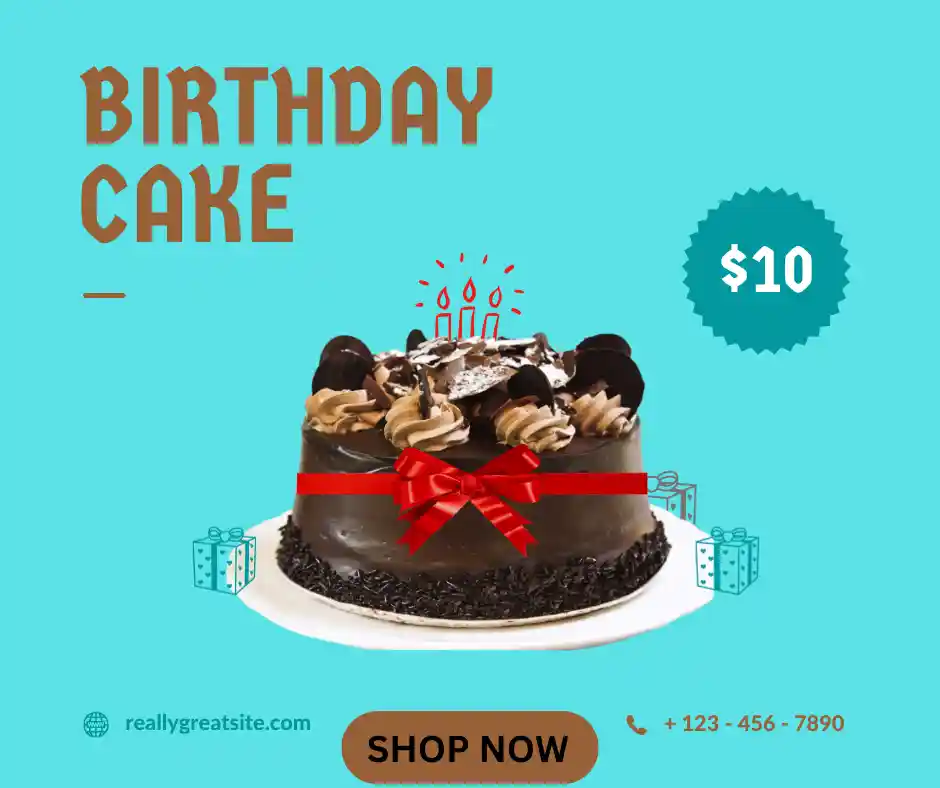 BIRTHDAY
CAKE
$10
reallygreatsite.com
+ 123 - 456 - 7890
SHOP NOW